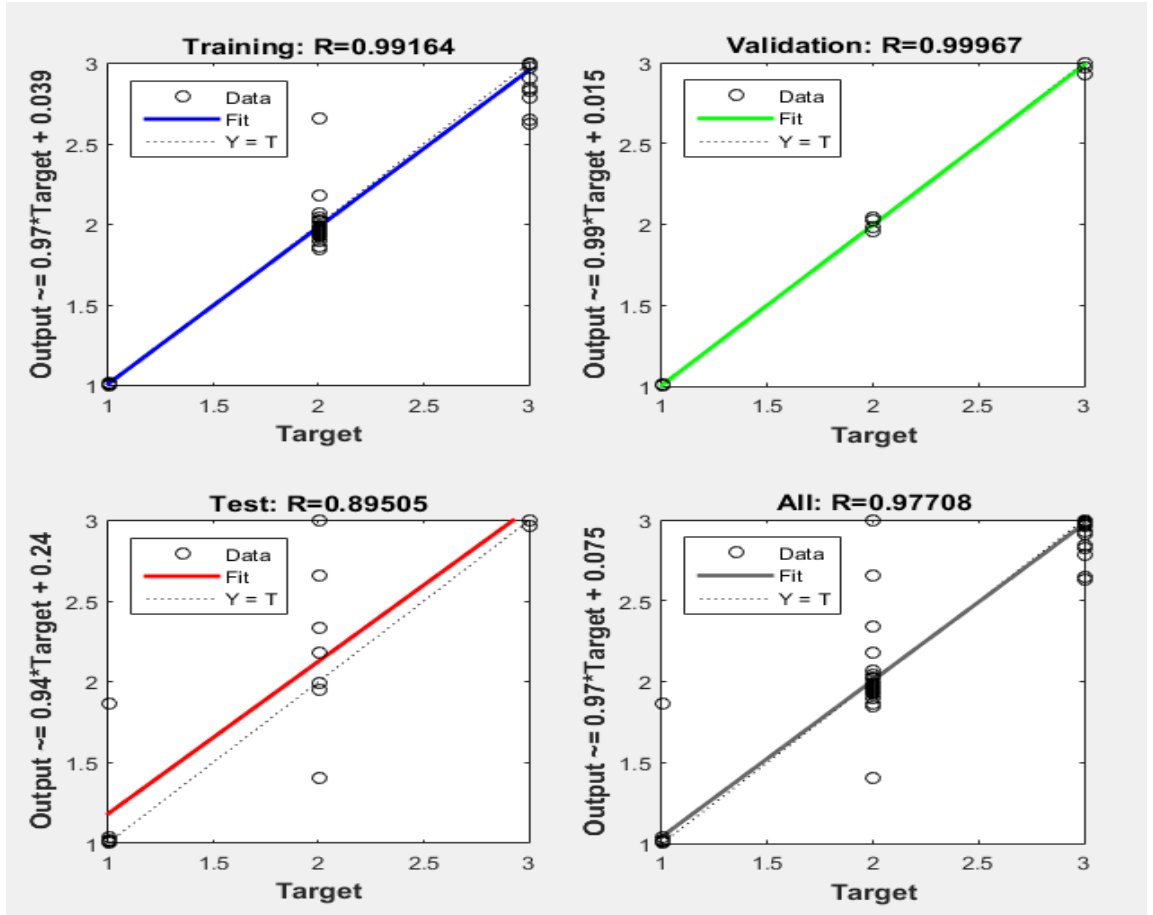 Training: R=0.99164
Output ~= 0.97*Target + 0.039
3
2.5
2
1.5
1
Data
Fit
Y = T
1
1.5
2
2.5
3
Target
Validation: R=0.99967
Output ~= 0.99*Target + 0.015
3
2.5
2
1.5
1
Data
Fit
Y = T
1
1.5
2
2.5
3
Target
Test: R=0.89505
Output ~= 0.94*Target + 0.24
3
2.5
2
1.5
1
Data
Fit
Y = T
1
1.5
2
2.5
3
Target
All: R=0.97708
Output ~= 0.97*Target + 0.075
3
2.5
2
1.5
1
Data
Fit
Y = T
1
1.5
2
2.5
3
Target